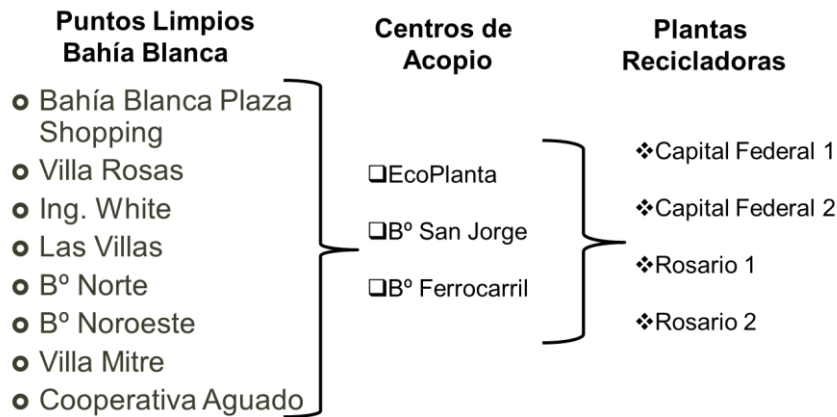 Puntos Limpios
Bahía Blanca
Bahía Blanca Plaza
Shopping
Villa Rosas
Ing. White
Las Villas
Bº Norte
Bº Noroeste
Villa Mitre
Cooperativa Aguado
Centros de
Acopio
EcoPlanta
Bº San Jorge
Bº Ferrocarril
Plantas
Recicladoras
Capital Federal 1
Capital Federal 2
Rosario 1
Rosario 2